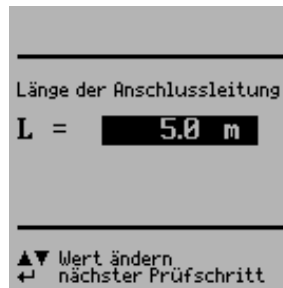 Länge der Anschlussleitung
L = 5.0 m
▲▼ Wert ändern
↵ nächster Prüfschritt